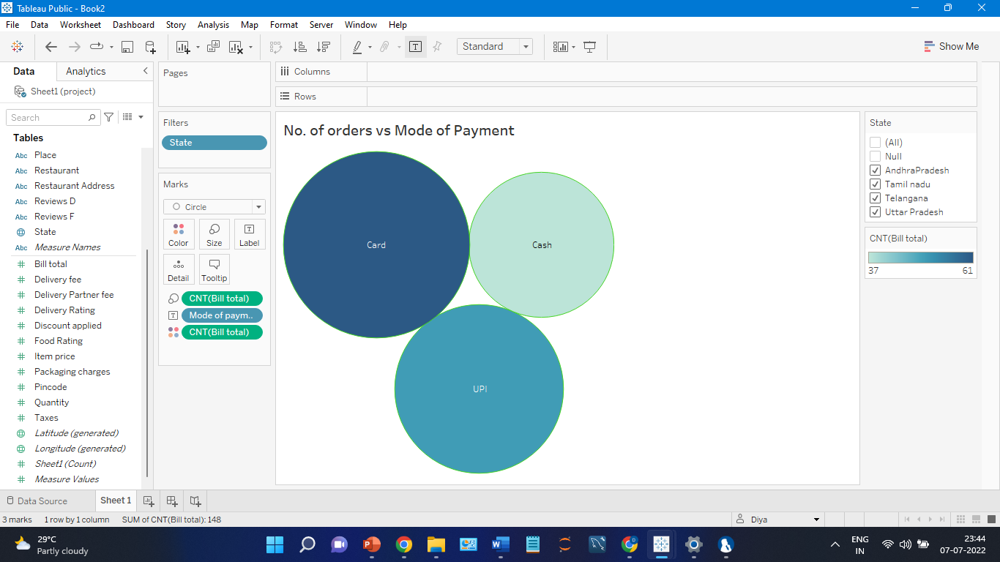 Tableau Public - Book2
File Data Worksheet Dashboard Story Analysis Map Format Server Window Help
Standard
Show Me
Data Analytics
Sheet1 (project)
Search
Tables
Abc Place
Abc Restaurant
Abc Restaurant Address
Abc Reviews D
Abc Reviews F
State
Abc Measure Names
Bill total
Delivery fee
Delivery Partner fee
Delivery Rating
Discount applied
Food Rating
Item price
Packaging charges
Pincode
Quantity
Taxes
Latitude (generated)
Longitude (generated)
Sheet1 (Count)
Measure Values
Pages
Filters
State
Marks
Circle
Color Size Label
Detail Tooltip
CNT(Bill total)
Mode of paym..
CNT(Bill total)
Columns
Rows
No. of orders vs Mode of Payment
Card
Cash
UPI
State
(All)
Null
AndhraPradesh
Tamil nadu
Telangana
Uttar Pradesh
CNT(Bill total)
37 61
Data Source Sheet 1
3 marks 1 row by 1 column SUM of CNT(Bill total): 148
Diya
29°C
Partly cloudy
ENG
IN
23:44
07-07-2022